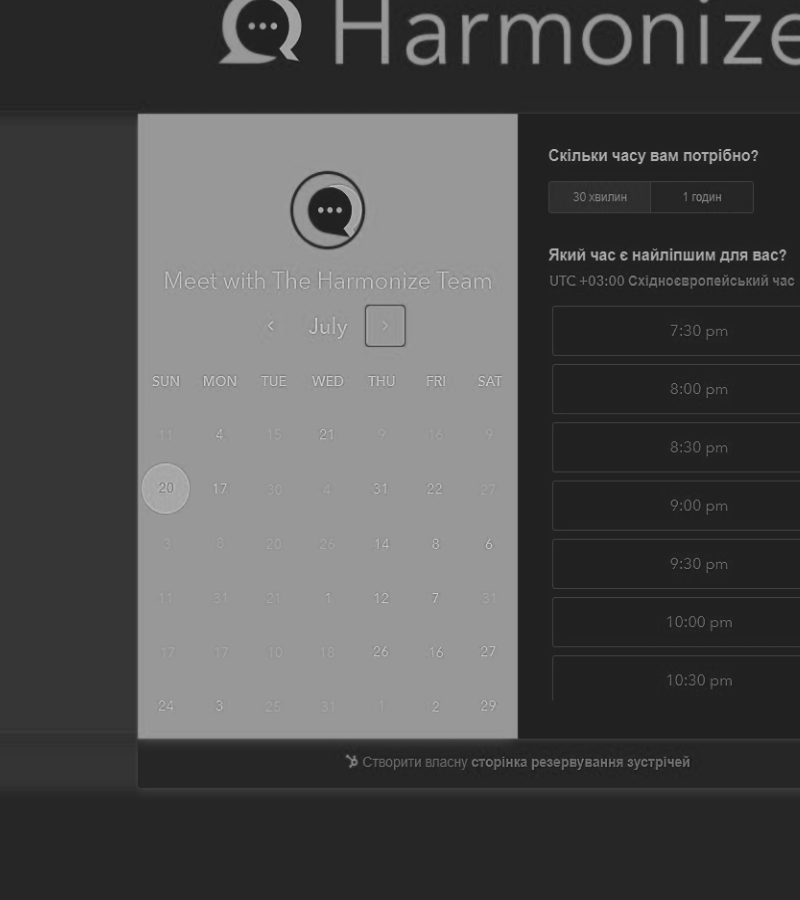 Harmonize
Meet with The Harmonize Team
July
SUN MON TUE WED THU FRI SAT
11 4 15 21 9 16 9
20 17 30 4 31 22 27
3 8 20 26 14 8 6
11 31 21 1 12 7 31
17 17 10 18 26 16 27
24 3 25 31 1 2 29
Скільки часу вам потрібно?
30 хвилин 1 годин
Який час є найліпшим для вас?
UTC +03:00 Східноєвропейський час
7:30 pm
8:00 pm
8:30 pm
9:00 pm
9:30 pm
10:00 pm
10:30 pm
Створити власну сторінка резервування зустрічей